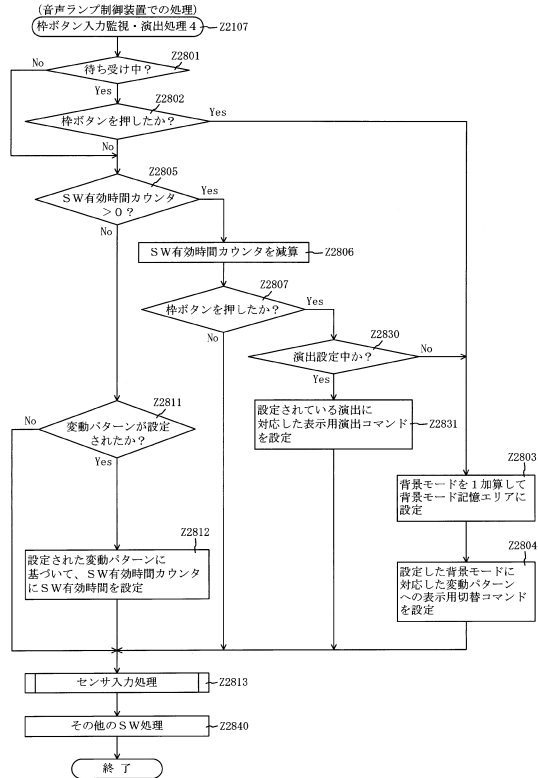 (音声ランプ制御装置での処理)
枠ボタン入力監視・演出処理4
Z2107
Z2801
待ち受け中?
No
Yes
Z2802
枠ボタンを押したか?
Yes
No
Z2805
SW有効時間カウンタ
>0?
Yes
No
SW有効時間カウンタを減算
Z2806
Z2807
枠ボタンを押したか?
Yes
No
Z2830
演出設定中か?
No
Yes
設定されている演出に
対応した表示用演出コマンド
を設定
Z2831
Z2811
変動パターンが設定
されたか?
No
Yes
Z2803
背景モードを1加算して
背景モード記憶エリアに
設定
Z2812
設定された変動パターンに
基づいて、SW有効時間カウンタ
にSW有効時間を設定
Z2804
設定した背景モードに
対応した変動パターン
への表示用切替コマンド
を設定
センサ入力処理
Z2813
その他のSW処理
Z2840
終了